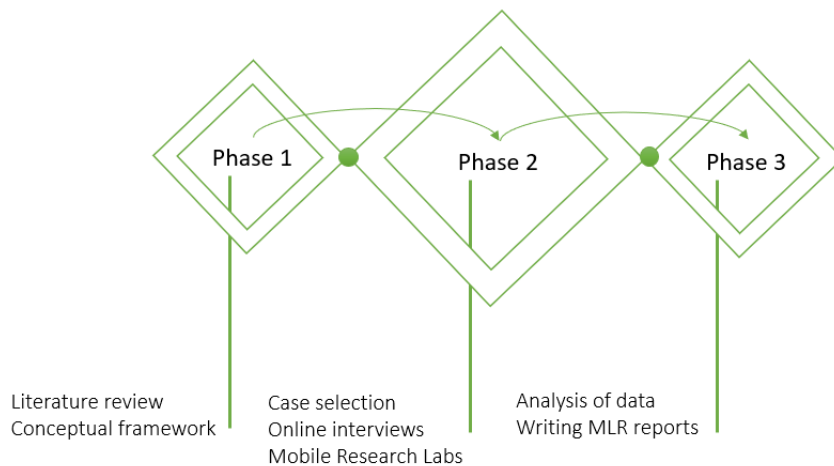 Phase 1
Phase 2
Phase 3
Literature review
Conceptual framework
Case selection
Online interviews
Mobile Research Labs
Analysis of data
Writing MLR reports